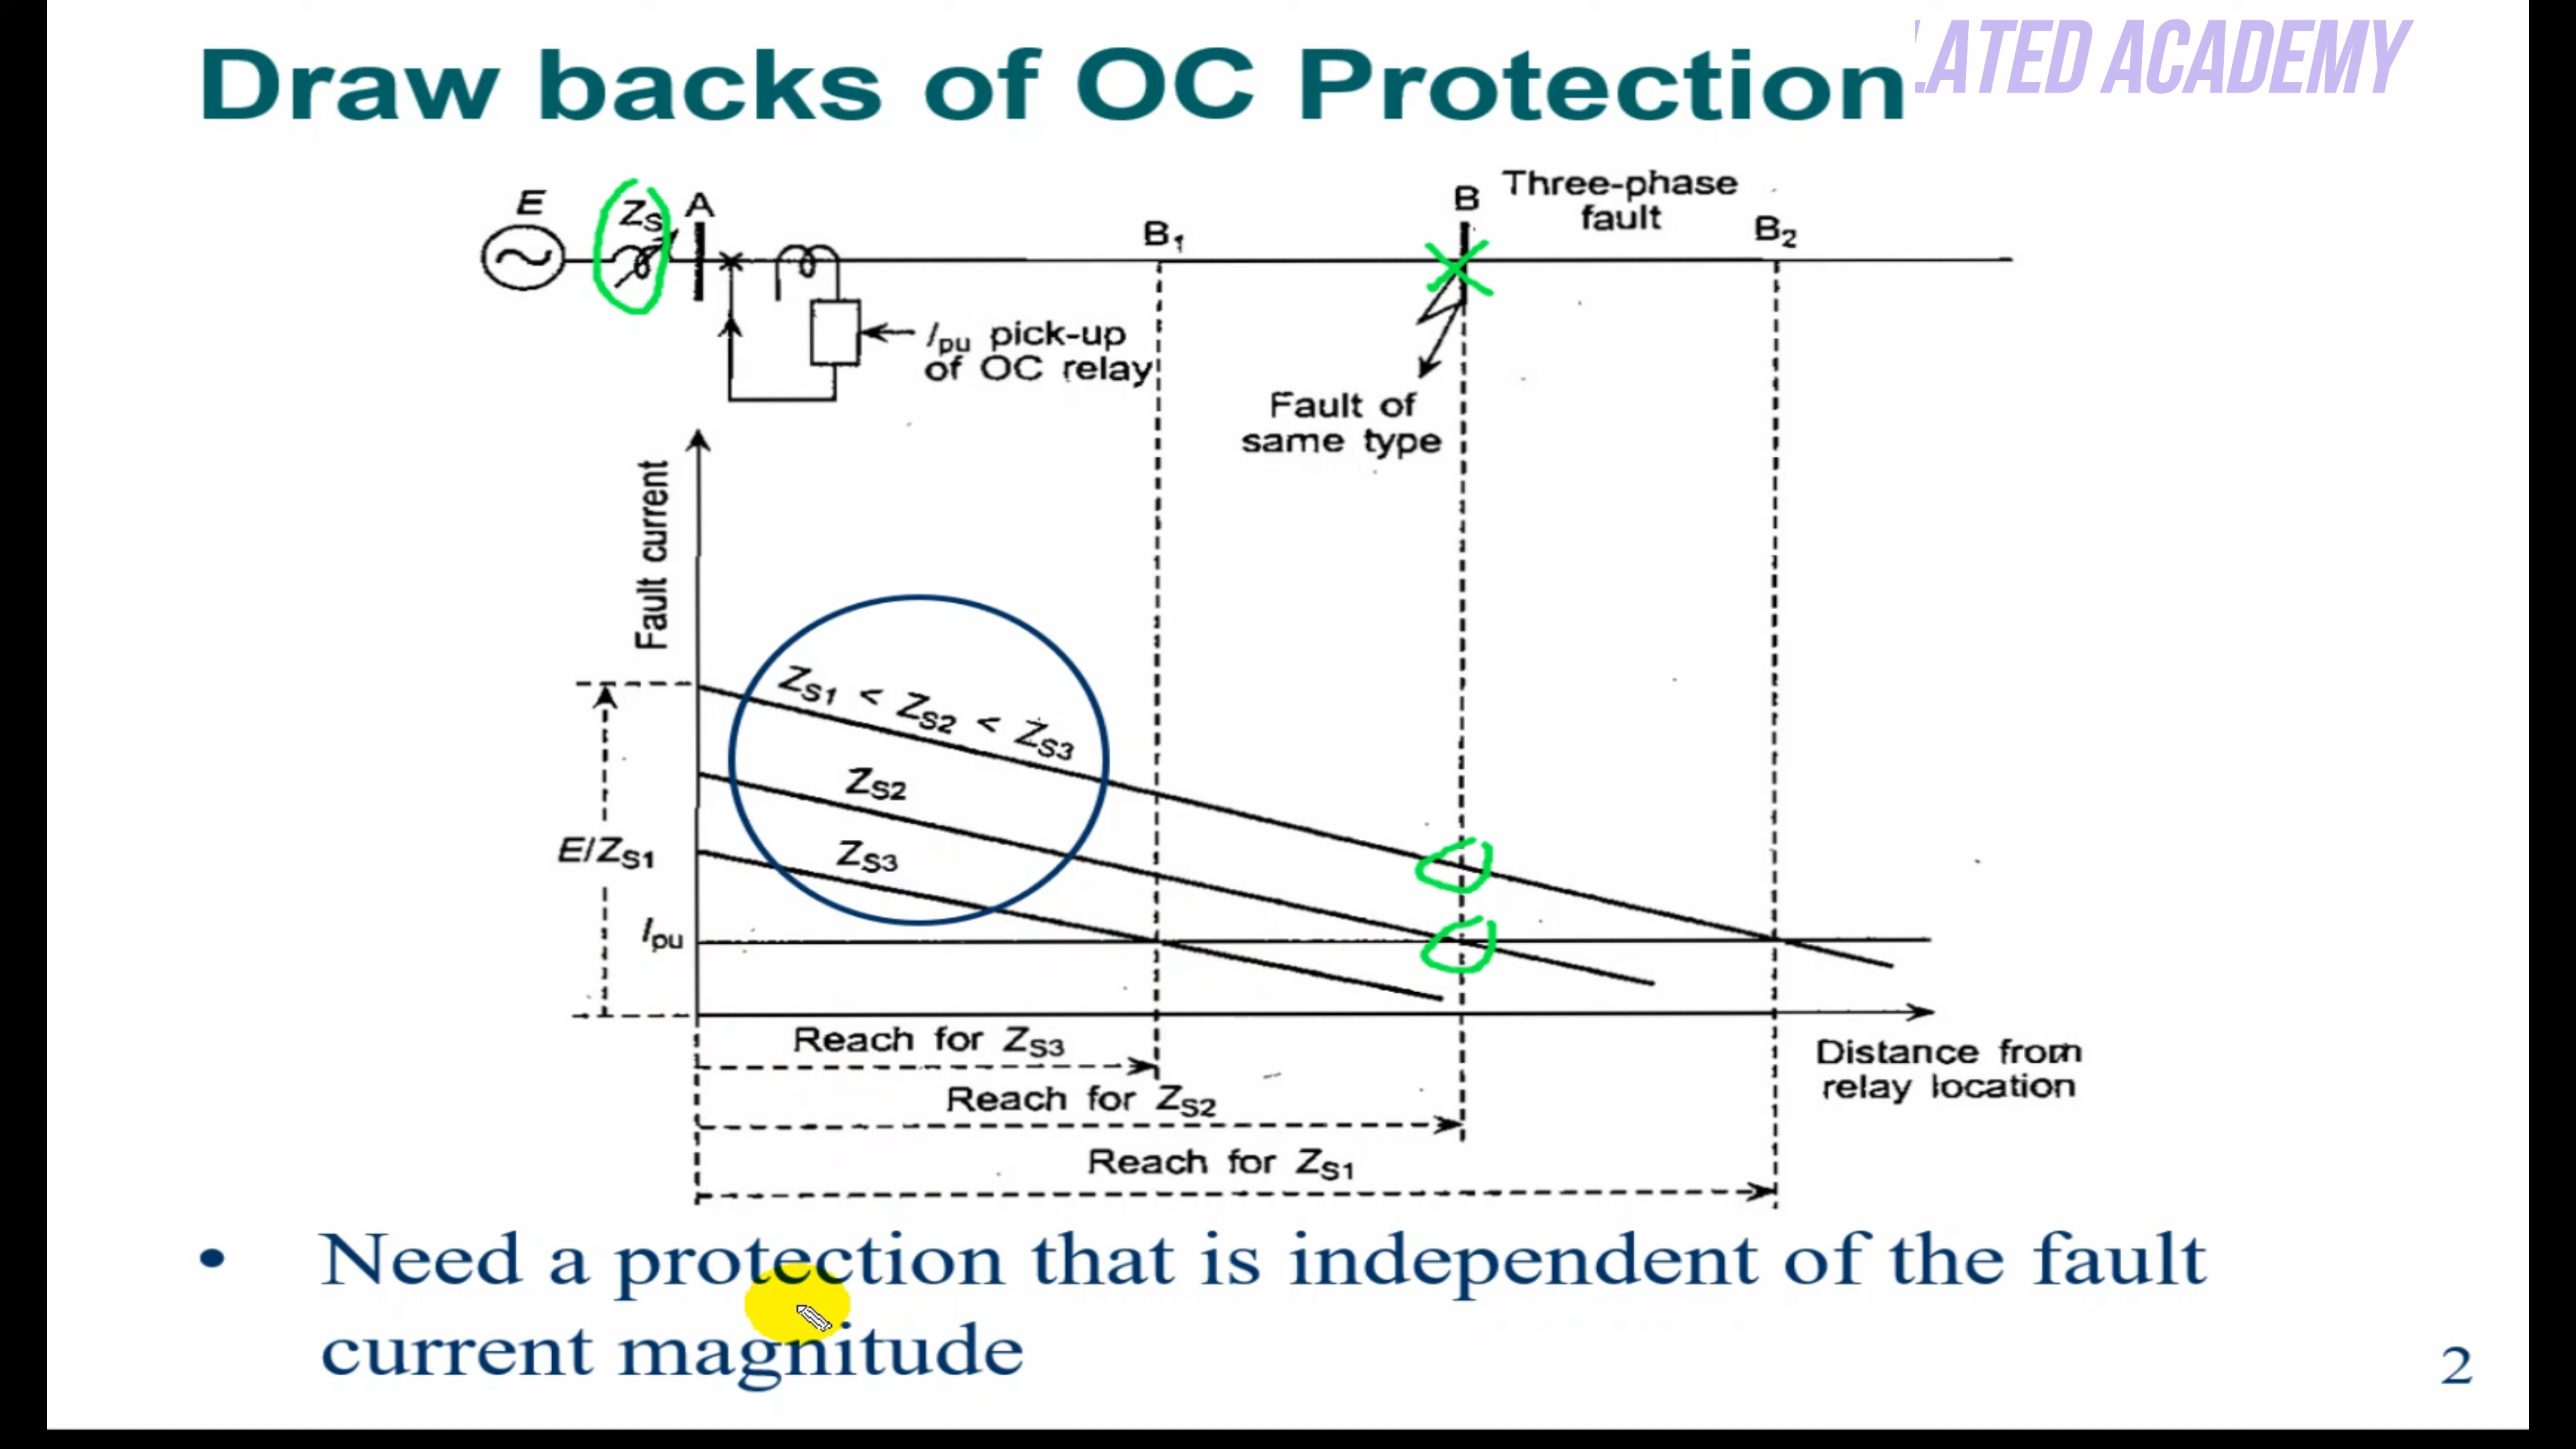 LATED ACADEMY
Draw backs of OC Protection
E
Zs
A
B₁
B
Three-phase
fault
B₂
Ipu pick-up
of OC relay
Fault of
same type
Fault current
ZS1 < ZS2 < ZS3
ZS2
ZS3
E/ZS1
Ipu
Reach for ZS3
Reach for ZS2
Reach for ZS1
Distance from
relay location
• Need a protection that is independent of the fault
current magnitude
2